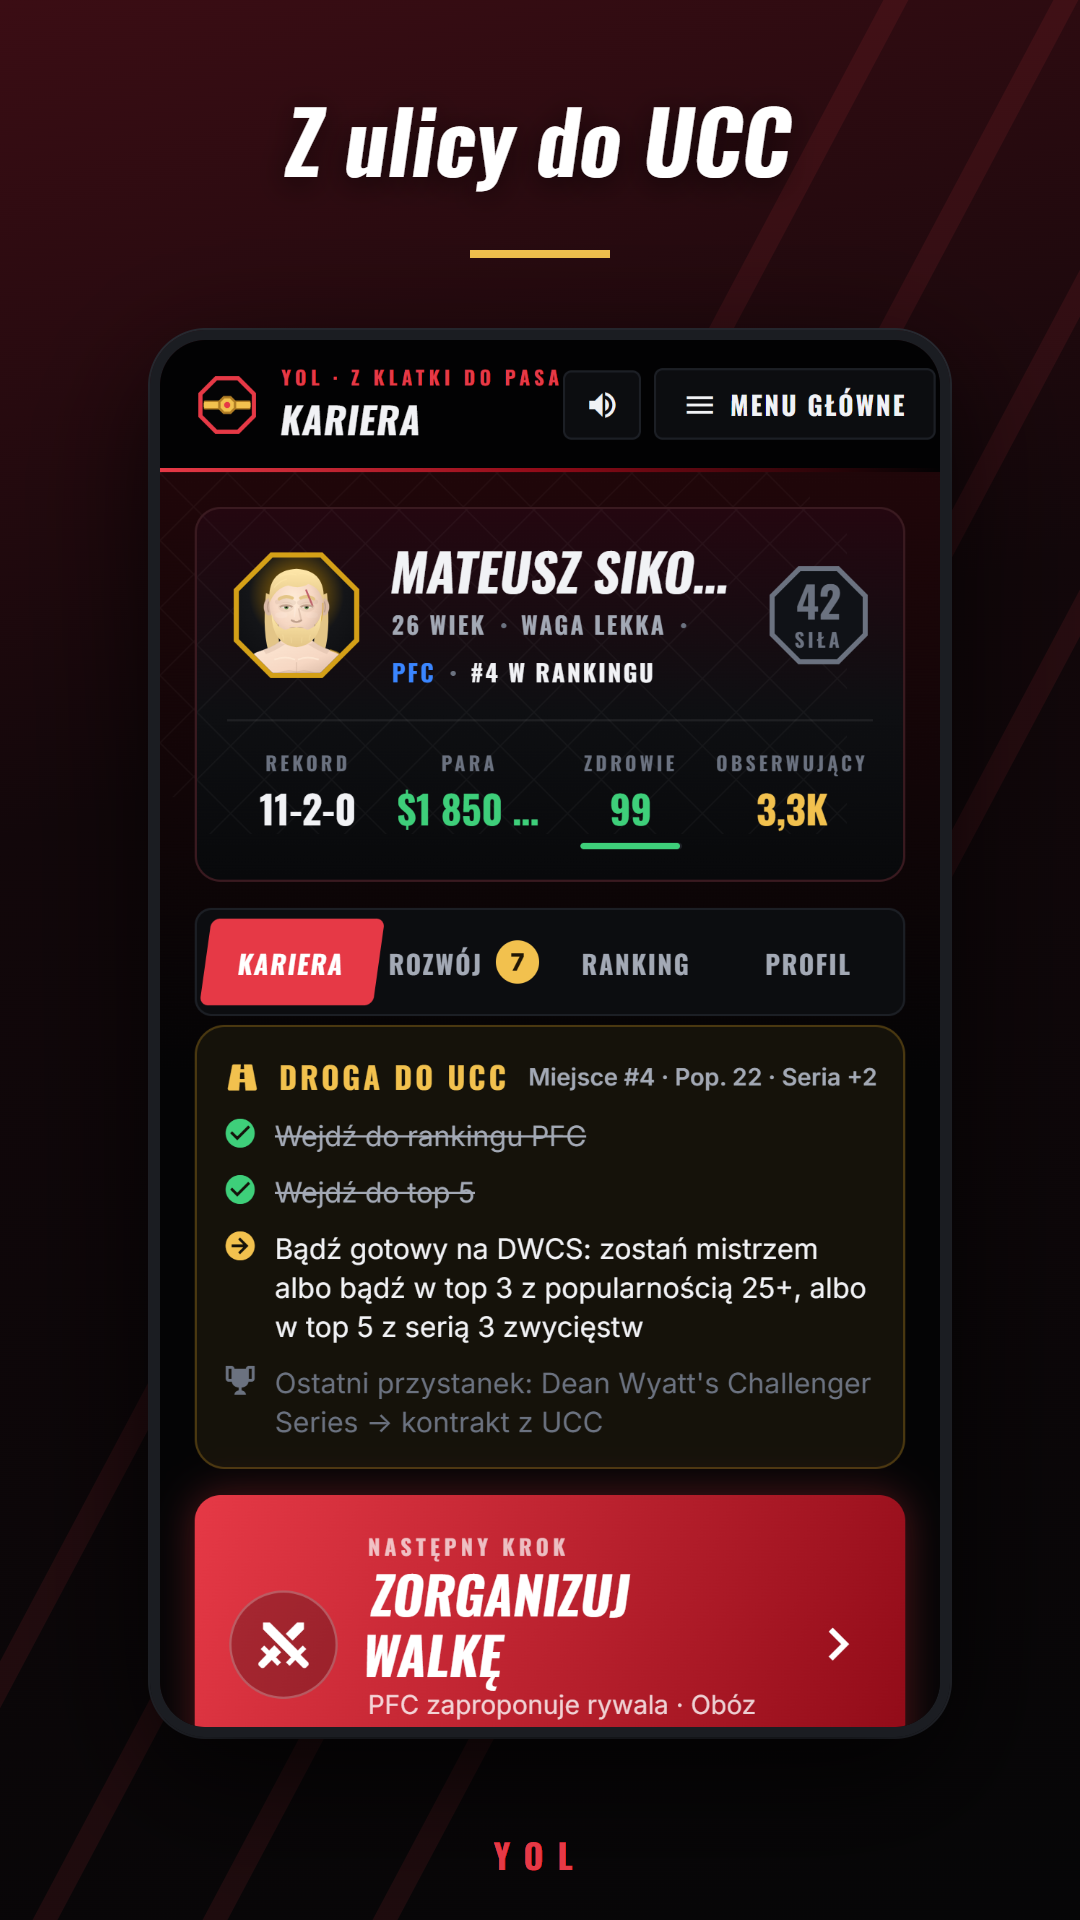 Z ulicy do UCC
YOL · Z KLATKI DO PASA
KARIERA
MENU GŁÓWNE
MATEUSZ SIKO...
26 WIEK · WAGA LEKKA ·
PFC · #4 W RANKINGU
42
SIŁA
REKORD PARA ZDROWIE OBSERWUJĄCY
11-2-0 $1 850 ... 99 3,3K
KARIERA ROZWÓJ 7 RANKING PROFIL
DROGA DO UCC Miejsce #4 · Pop. 22 · Seria +2
Wejdź do rankingu PFC
Wejdź do top 5
Bądź gotowy na DWCS: zostań mistrzem
albo bądź w top 3 z popularnością 25+, albo
w top 5 z serią 3 zwycięstw
Ostatni przystanek: Dean Wyatt's Challenger
Series → kontrakt z UCC
NASTĘPNY KROK
ZORGANIZUJ
WALKĘ
PFC zaproponuje rywala · Obóz
YOL